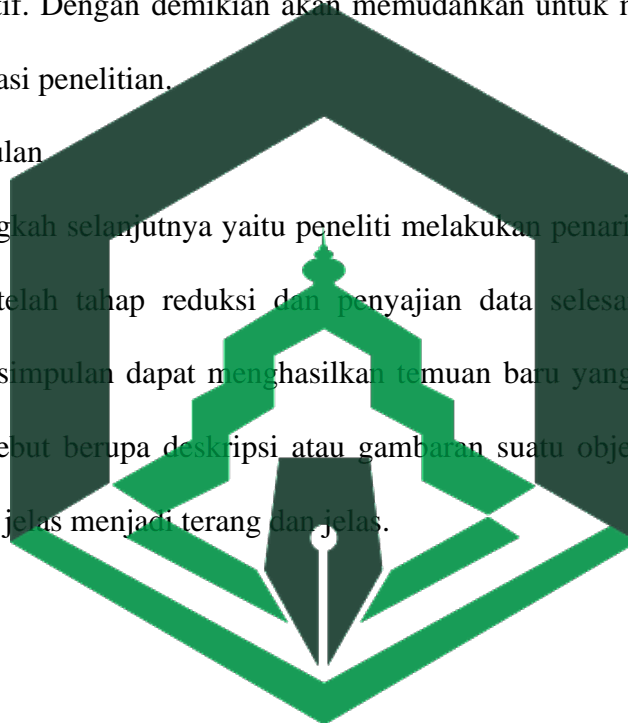 tif. Dengan demikian akan memudahkan untuk
asi penelitian.
ulan
gkah selanjutnya yaitu peneliti melakukan penari
telah tahap reduksi dan penyajian data selesa
simpulan dapat menghasilkan temuan baru yang
but berupa deskripsi atau gambaran suatu obje
jelas menjadi terang dan jelas.